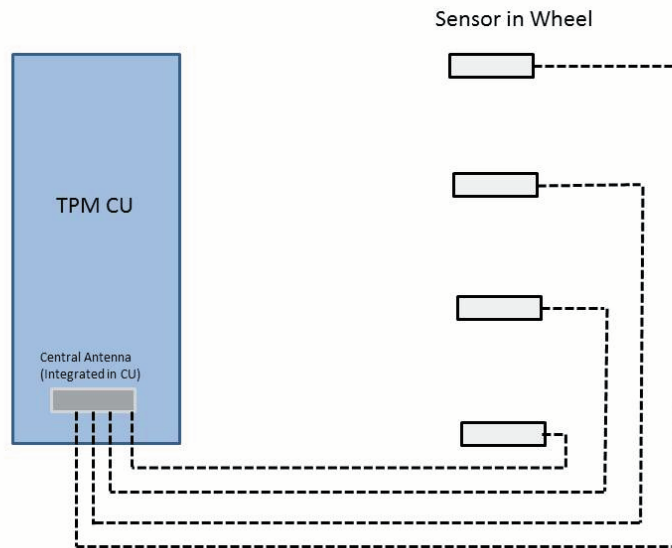 Sensor in Wheel
TPM CU
Central Antenna
(Integrated in CU)